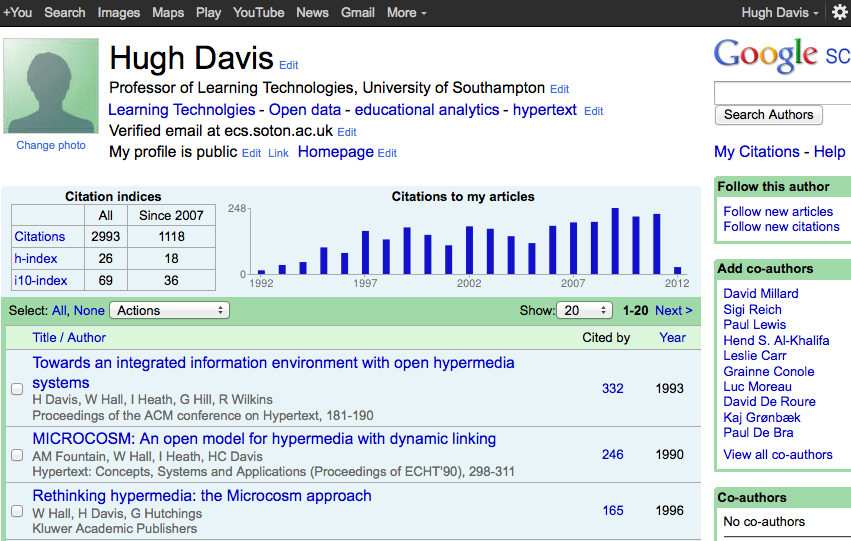 +You Search Images Maps Play YouTube News Gmail More
Hugh Davis
Hugh Davis Edit
Professor of Learning Technologies, University of Southampton Edit
Learning Technolgies - Open data - educational analytics - hypertext Edit
Verified email at ecs.soton.ac.uk Edit
My profile is public Edit Link Homepage Edit
Change photo
Google sc
Search Authors
My Citations - Help
Citation indices
All Since 2007
Citations 2993 1118
h-index 26 18
i10-index 69 36
Citations to my articles
248
0
1992 1997 2002 2007 2012
Follow this author
Follow new articles
Follow new citations
Add co-authors
David Millard
Sigi Reich
Paul Lewis
Hend S. Al-Khalifa
Leslie Carr
Grainne Conole
Luc Moreau
David De Roure
Kaj Grønbæk
Paul De Bra
View all co-authors
Co-authors
No co-authors
Select: All, None Actions Show: 20 1-20 Next >
Title / Author Cited by Year
Towards an integrated information environment with open hypermedia
systems
H Davis, W Hall, I Heath, G Hill, R Wilkins
Proceedings of the ACM conference on Hypertext, 181-190
332 1993
MICROCOSM: An open model for hypermedia with dynamic linking
AM Fountain, W Hall, I Heath, HC Davis
Hypertext: Concepts, Systems and Applications (Proceedings of ECHT'90), 298-311
246 1990
Rethinking hypermedia: the Microcosm approach
W Hall, H Davis, G Hutchings
Kluwer Academic Publishers
165 1996